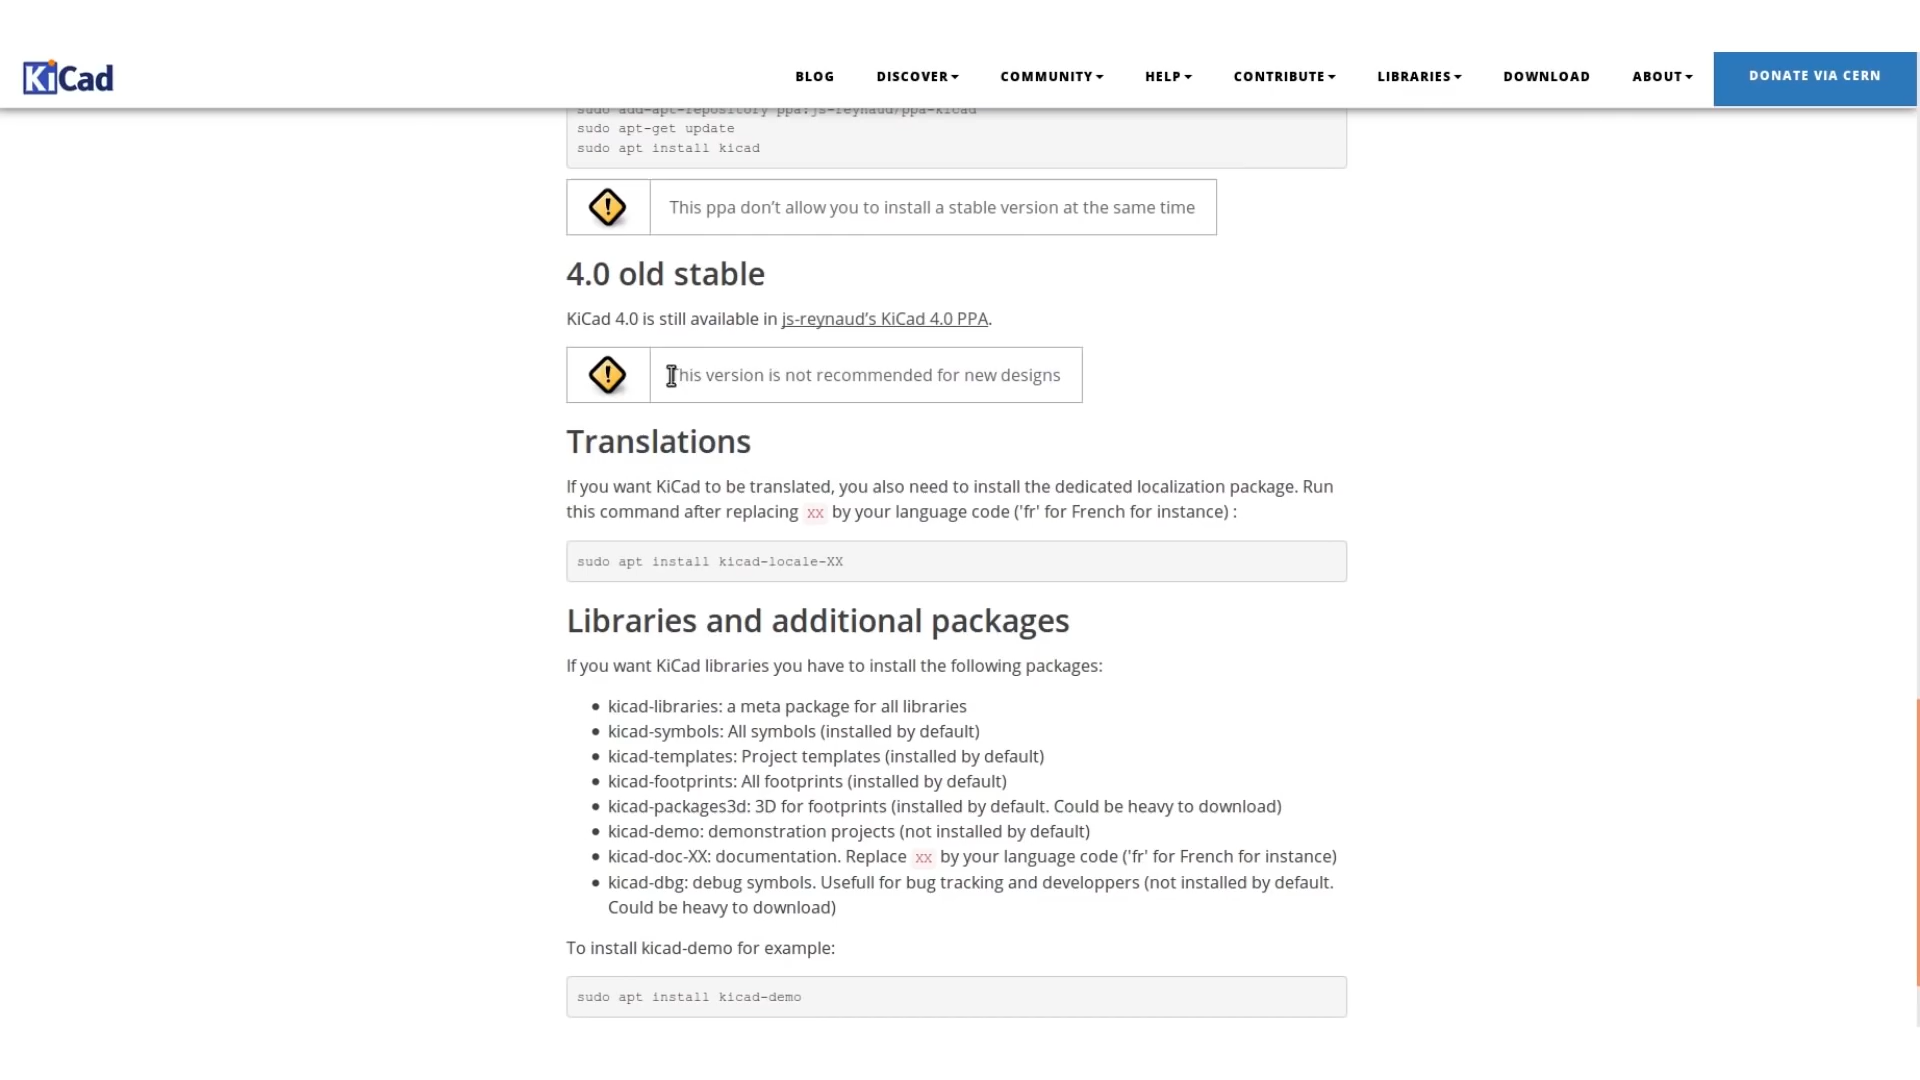 KiCad
BLOG DISCOVER COMMUNITY HELP CONTRIBUTE LIBRARIES DOWNLOAD ABOUT DONATE VIA CERN
sudo add-apt-repository ppa:js-reynaud/ppa-kicad
sudo apt-get update
sudo apt install kicad
This ppa don’t allow you to install a stable version at the same time
4.0 old stable
KiCad 4.0 is still available in js-reynaud’s KiCad 4.0 PPA.
This version is not recommended for new designs
Translations
If you want KiCad to be translated, you also need to install the dedicated localization package. Run
this command after replacing XX by your language code ('fr' for French for instance) :
sudo apt install kicad-locale-XX
Libraries and additional packages
If you want KiCad libraries you have to install the following packages:
kicad-libraries: a meta package for all libraries
kicad-symbols: All symbols (installed by default)
kicad-templates: Project templates (installed by default)
kicad-footprints: All footprints (installed by default)
kicad-packages3d: 3D for footprints (installed by default. Could be heavy to download)
kicad-demo: demonstration projects (not installed by default)
kicad-doc-XX: documentation. Replace XX by your language code ('fr' for French for instance)
kicad-dbg: debug symbols. Usefull for bug tracking and developpers (not installed by default.
Could be heavy to download)
To install kicad-demo for example:
sudo apt install kicad-demo